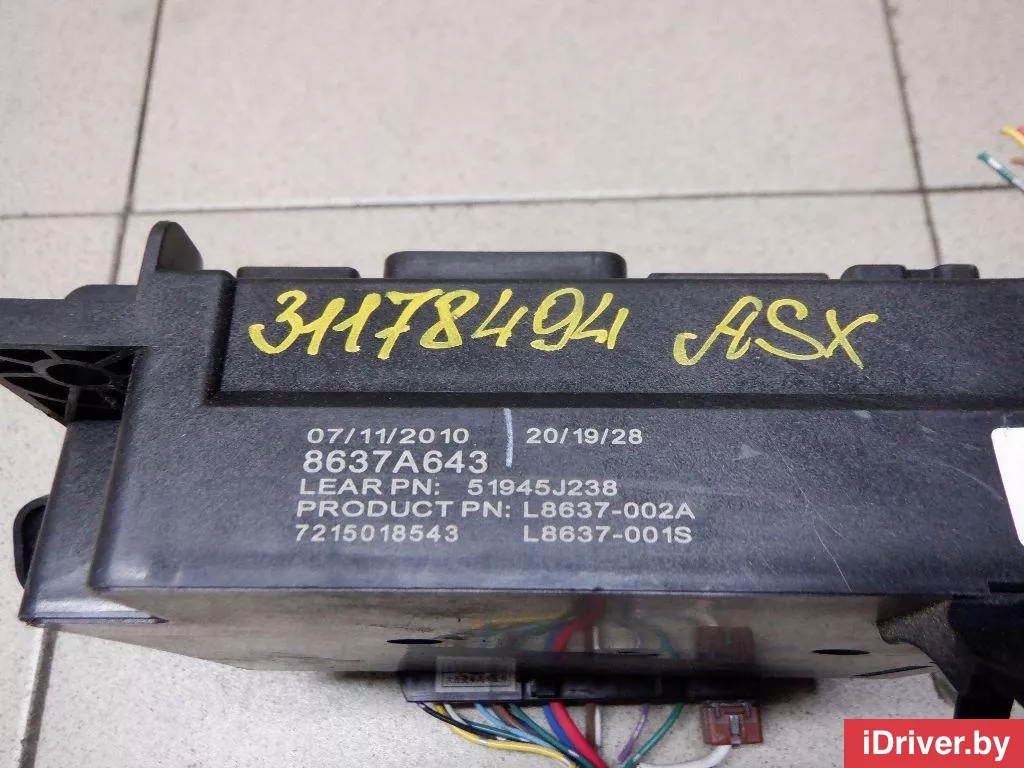 31178494 ASX
07/11/2010 20/19/28
8637A643
LEAR PN: 51945J238
PRODUCT PN: L8637-002A
7215018543 L8637-001S
iDriver.by